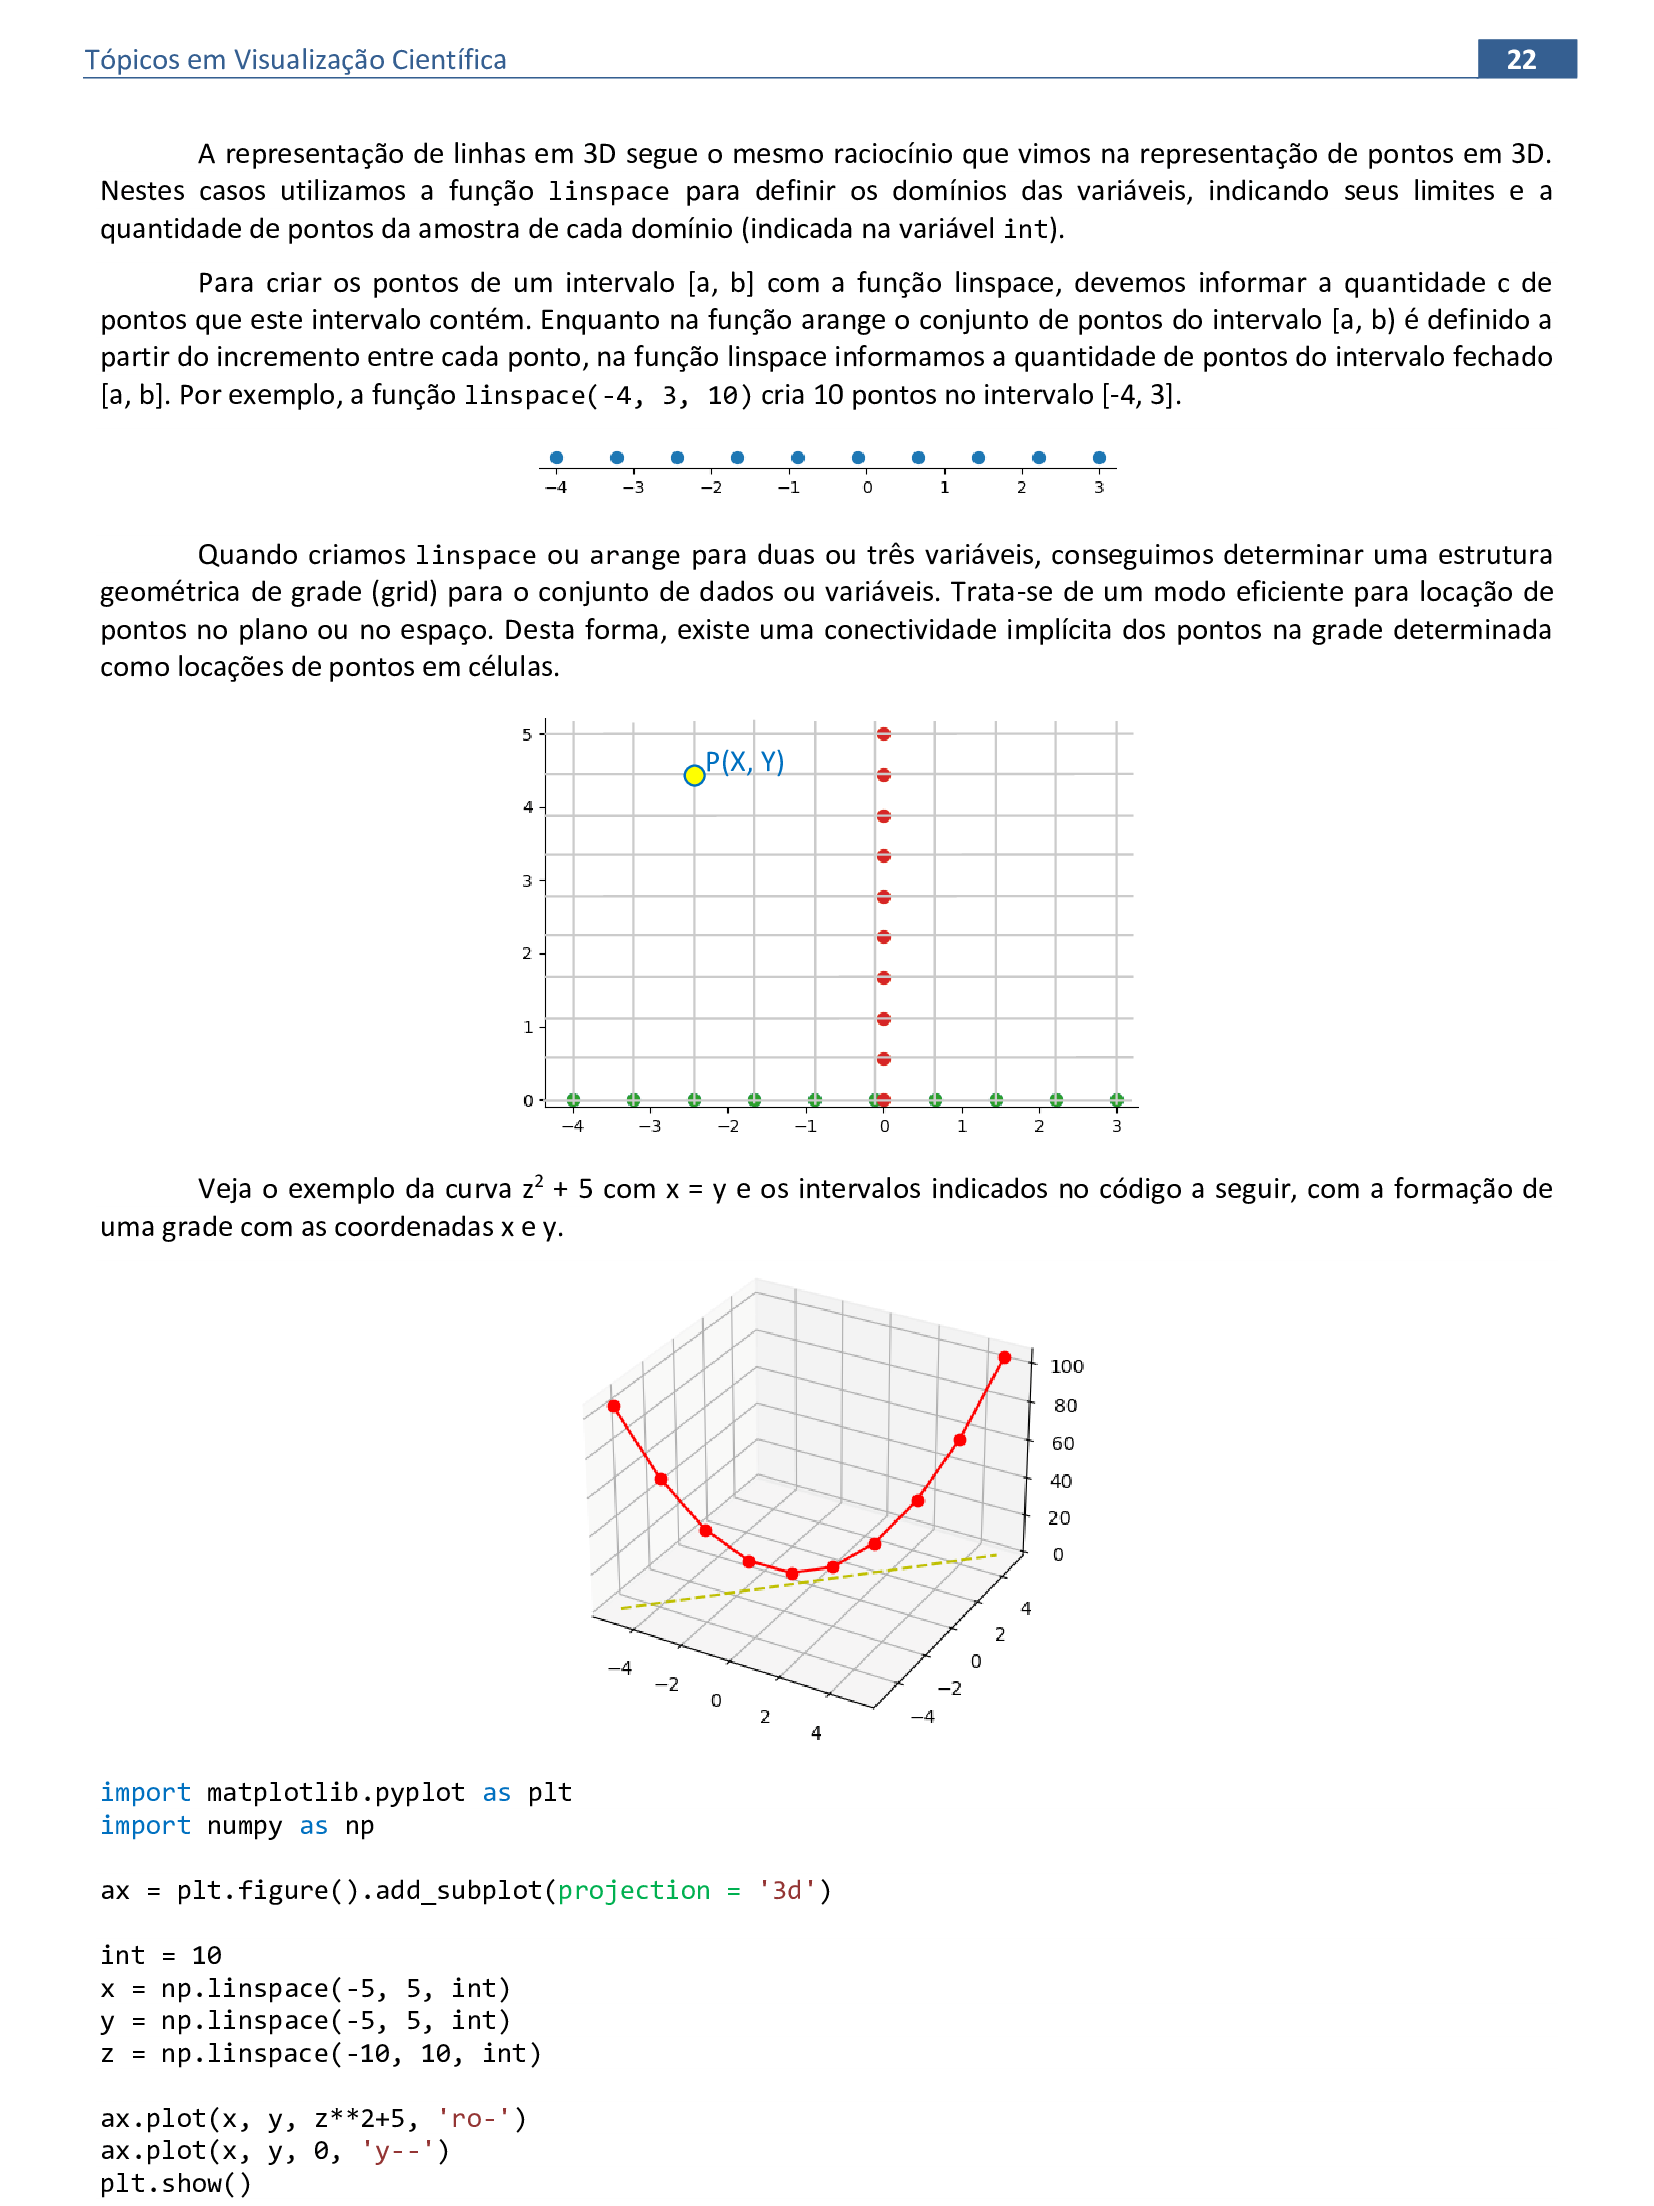 Tópicos em Visualização Científica 22
A representação de linhas em 3D segue o mesmo raciocínio que vimos na representação de pontos em 3D.
Nestes casos utilizamos a função linspace para definir os domínios das variáveis, indicando seus limites e a
quantidade de pontos da amostra de cada domínio (indicada na variável int).
Para criar os pontos de um intervalo [a, b] com a função linspace, devemos informar a quantidade c de
pontos que este intervalo contém. Enquanto na função arange o conjunto de pontos do intervalo [a, b) é definido a
partir do incremento entre cada ponto, na função linspace informamos a quantidade de pontos do intervalo fechado
[a, b]. Por exemplo, a função linspace(-4, 3, 10) cria 10 pontos no intervalo [-4, 3].
−4 −3 −2 −1 0 1 2 3
Quando criamos linspace ou arange para duas ou três variáveis, conseguimos determinar uma estrutura
geométrica de grade (grid) para o conjunto de dados ou variáveis. Trata-se de um modo eficiente para locação de
pontos no plano ou no espaço. Desta forma, existe uma conectividade implícita dos pontos na grade determinada
como locações de pontos em células.
5
P(X, Y)
4
3
2
1
0
−4 −3 −2 −1 0 1 2 3
Veja o exemplo da curva z² + 5 com x = y e os intervalos indicados no código a seguir, com a formação de
uma grade com as coordenadas x e y.
100
80
60
40
20
0
4
2
0
−2
−4
−4
−2
0
2
4
import matplotlib.pyplot as plt
import numpy as np
ax = plt.figure().add_subplot(projection = '3d')
int = 10
x = np.linspace(-5, 5, int)
y = np.linspace(-5, 5, int)
z = np.linspace(-10, 10, int)
ax.plot(x, y, z**2+5, 'ro-')
ax.plot(x, y, 0, 'y--')
plt.show()